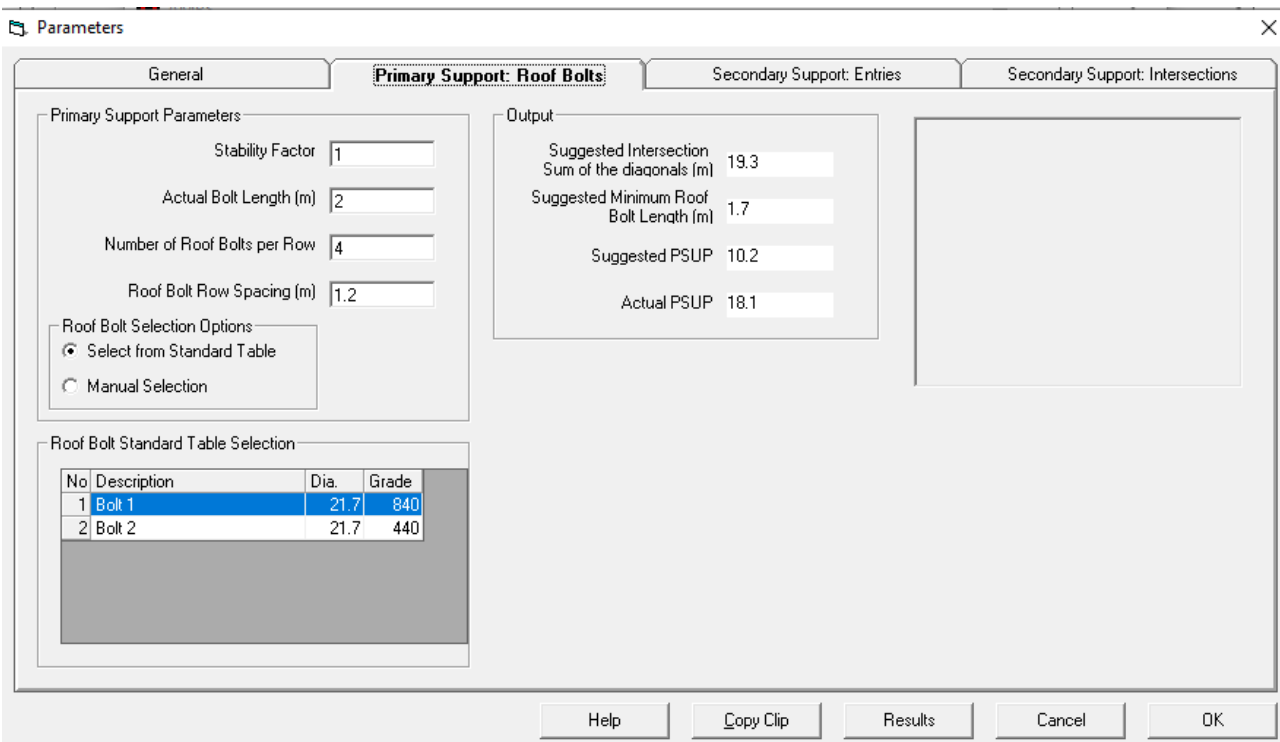 Parameters
General
Primary Support: Roof Bolts
Secondary Support: Entries
Secondary Support: Intersections
Primary Support Parameters
Stability Factor 1
Actual Bolt Length (m) 2
Number of Roof Bolts per Row 4
Roof Bolt Row Spacing (m) 1.2
Roof Bolt Selection Options
Select from Standard Table
Manual Selection
Output
Suggested Intersection
Sum of the diagonals (m) 19.3
Suggested Minimum Roof
Bolt Length (m) 1.7
Suggested PSUP 10.2
Actual PSUP 18.1
Roof Bolt Standard Table Selection
No Description Dia. Grade
1 Bolt 1 21.7 840
2 Bolt 2 21.7 440
Help
Copy Clip
Results
Cancel
OK